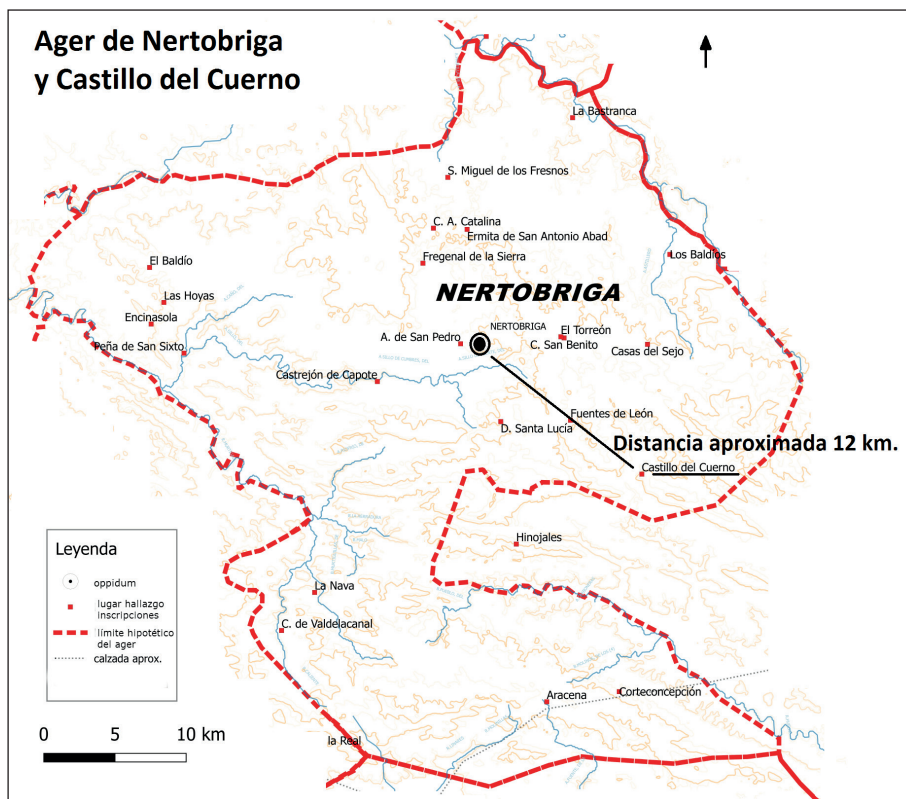 Ager de Nertobriga
y Castillo del Cuerno
La Bastranca
S. Miguel de los Fresnos
C. A. Catalina
Ermita de San Antonio Abad
Fregenal de la Sierra
Los Baldíos
El Baldío
NERTOBRIGA
Las Hoyas
Encinasola
NERTOBRIGA
El Torreón
A. de San Pedro
C. San Benito
Casas del Sejo
Peña de San Sixto
Castrejón de Capote
Fuentes de León
D. Santa Lucía
Distancia aproximada 12 km.
Castillo del Cuerno
Hinojales
Leyenda
oppidum
lugar hallazgo
inscripciones
límite hipotético
del ager
calzada aprox.
La Nava
C. de Valdelacanal
Aracena
Corteconcepción
la Real
0 5 10 km